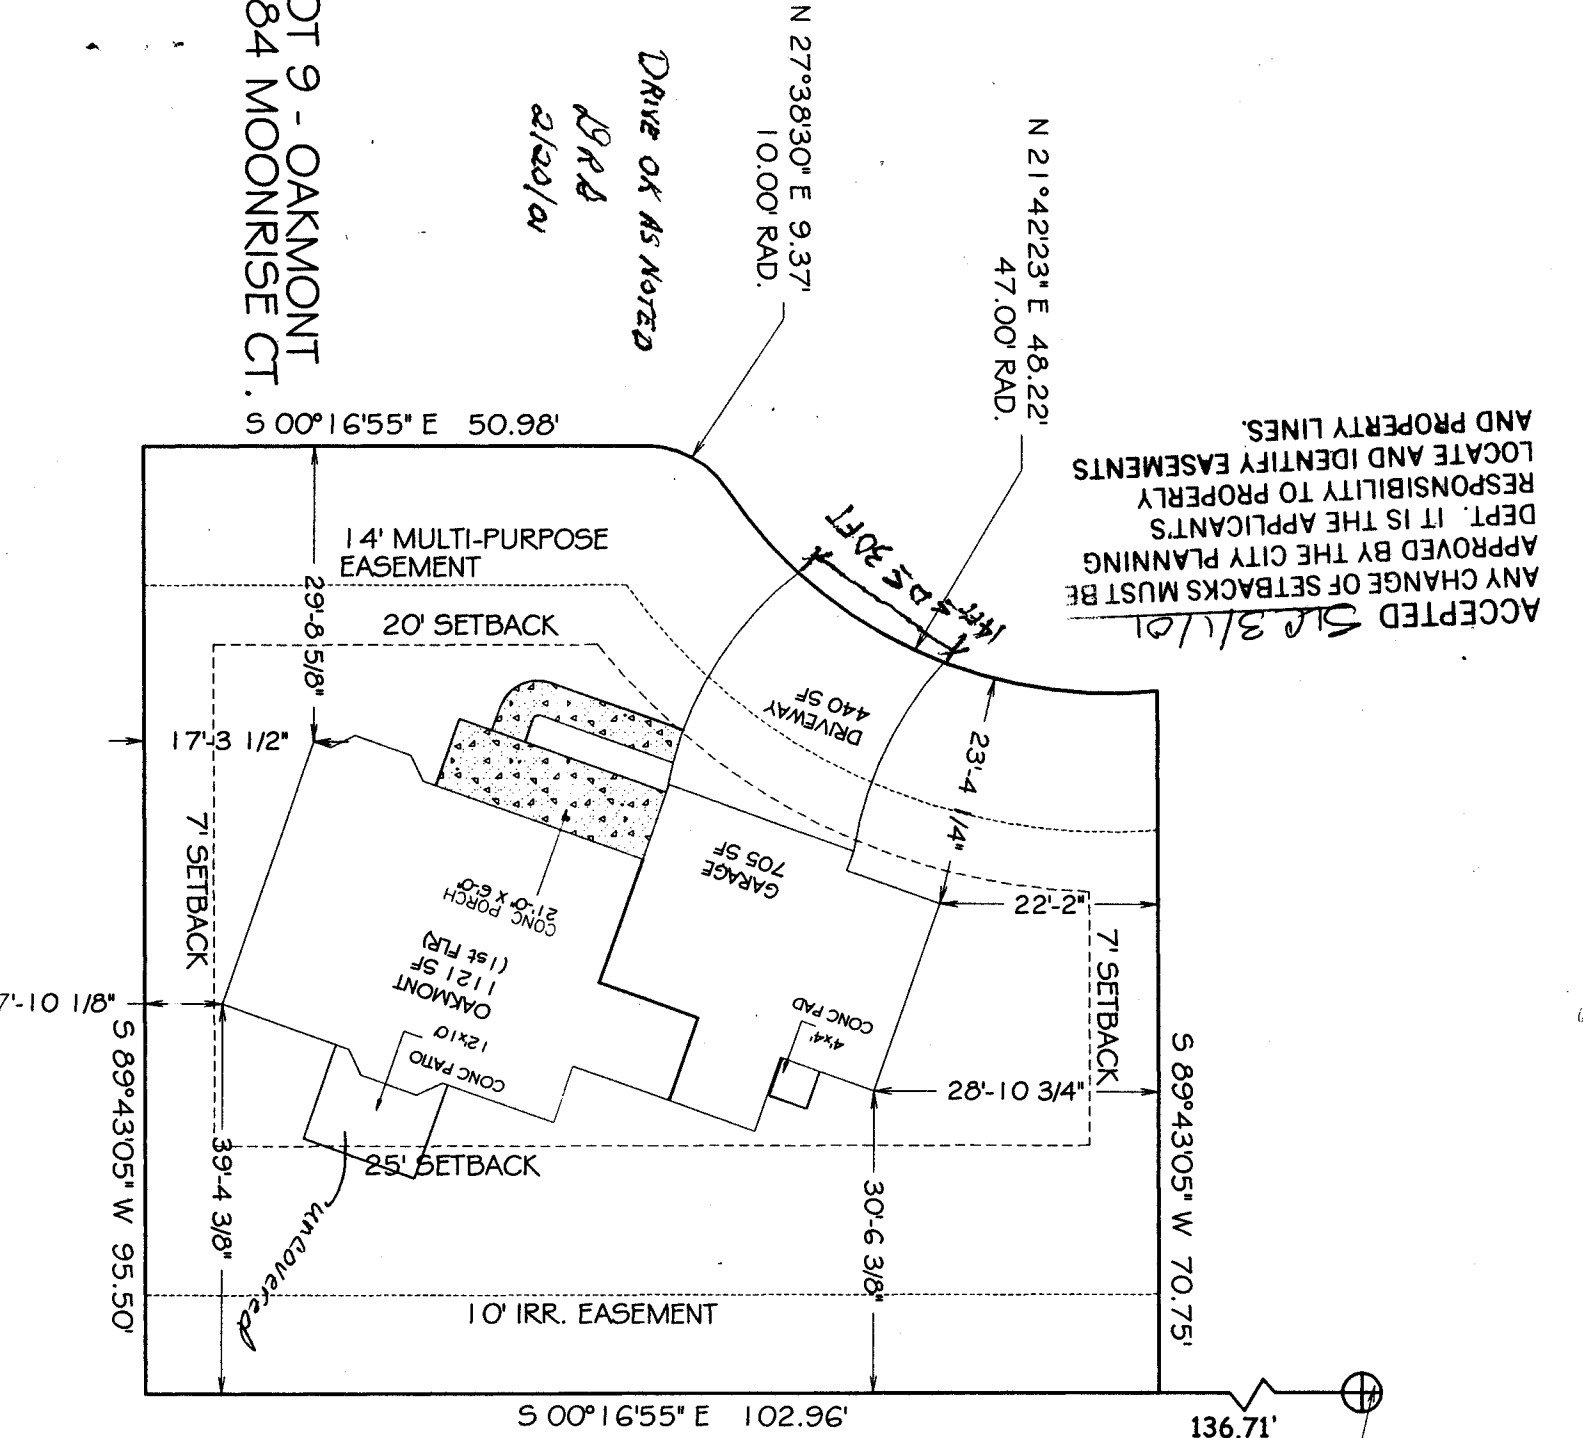 OT 9 - OAKMONT
84 MOONRISE CT.
DRIVE OK AS NOTED
2/20/01
N 27°38'30" E 9.37'
10.00' RAD.
N 21°42'23" E 48.22'
47.00' RAD.
ACCEPTED 3/1/01
ANY CHANGE OF SETBACKS MUST BE
APPROVED BY THE CITY PLANNING
DEPT. IT IS THE APPLICANT'S
RESPONSIBILITY TO PROPERLY
LOCATE AND IDENTIFY EASEMENTS
AND PROPERTY LINES.
S 00°16'55" E 50.98'
14' MULTI-PURPOSE
EASEMENT
29'-8 5/8"
20' SETBACK
14FT ≤ D ≤ 30FT
DRIVEWAY
440 SF
17'-3 1/2"
23'-4 1/4"
7' SETBACK
GARAGE
705 SF
CONC PORCH
21'-0" X 6'-0"
22'-2"
7' SETBACK
OAKMONT
1121 SF
(1st FLR)
7'-10 1/8"
CONC PAD
4'x4'
CONC PATIO
12'x10'
28'-10 3/4"
S 89°43'05" W 95.50'
39'-4 3/8"
25' SETBACK
uncovered
30'-6 3/8"
S 89°43'05" W 70.75'
10' IRR. EASEMENT
S 00°16'55" E 102.96'
136.71'